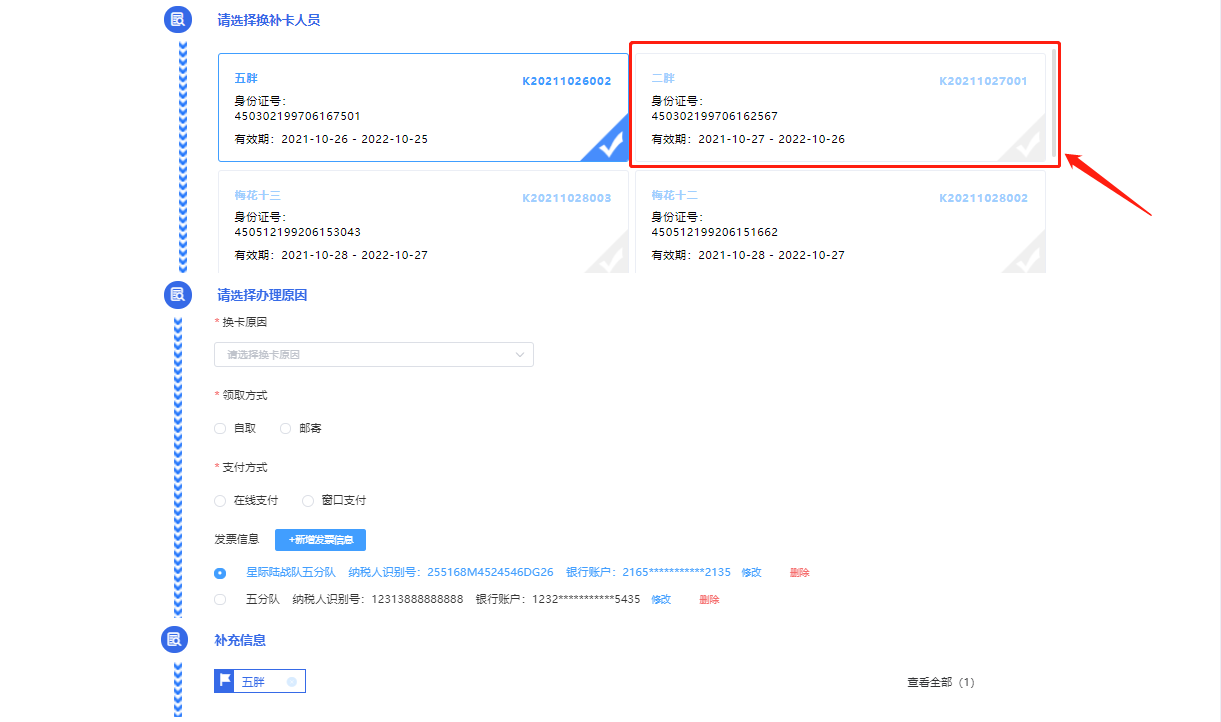 请选择换补卡人员
五胖 K20211026002
身份证号：
450302199706167501
有效期：2021-10-26 - 2022-10-25
二胖 K20211027001
身份证号：
450302199706162567
有效期：2021-10-27 - 2022-10-26
梅花十三 K20211028003
身份证号：
450512199206153043
有效期：2021-10-28 - 2022-10-27
梅花十二 K20211028002
身份证号：
450512199206151662
有效期：2021-10-28 - 2022-10-27
请选择办理原因
* 换卡原因
请选择换卡原因
* 领取方式
自取 邮寄
* 支付方式
在线支付 窗口支付
发票信息 +新增发票信息
星际陆战队五分队 纳税人识别号：255168M4524546DG26 银行账户：2165***********2135 修改 删除
五分队 纳税人识别号：12313888888888 银行账户：1232***********5435 修改 删除
补充信息
五胖 查看全部（1）